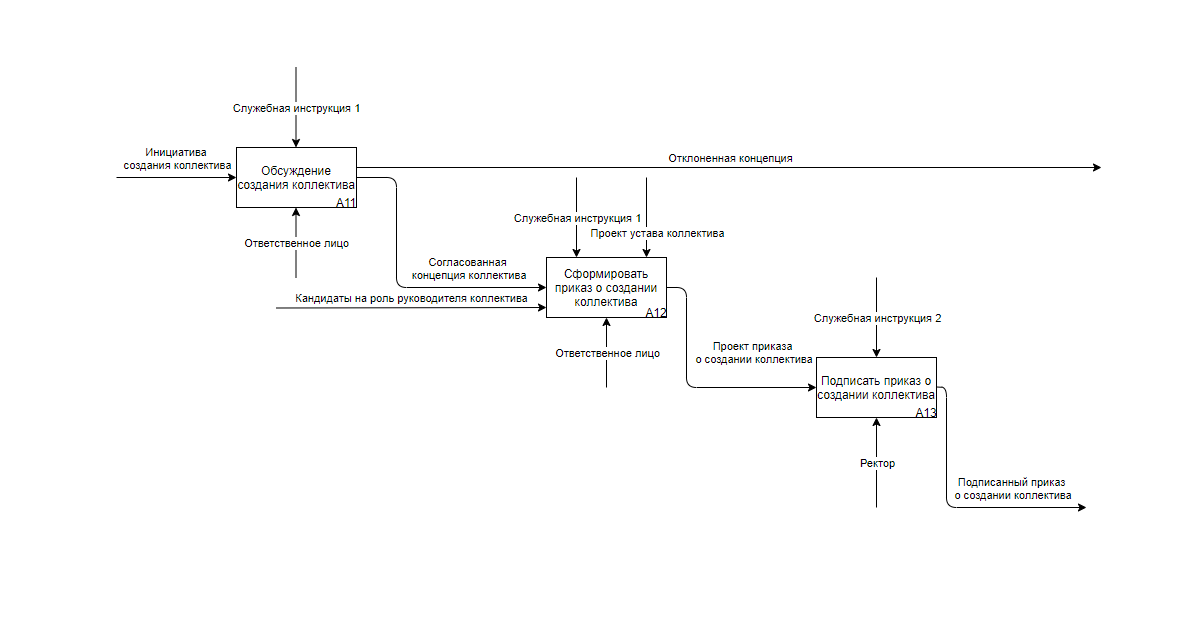 Служебная инструкция 1
Инициатива
создания коллектива
Обсуждение
создания коллектива
A11
Отклоненная концепция
Ответственное лицо
Служебная инструкция 1
Проект устава коллектива
Согласованная
концепция коллектива
Кандидаты на роль руководителя коллектива
Сформировать
приказ о создании
коллектива
A12
Ответственное лицо
Служебная инструкция 2
Проект приказа
о создании коллектива
Подписать приказ о
создании коллектива
A13
Ректор
Подписанный приказ
о создании коллектива